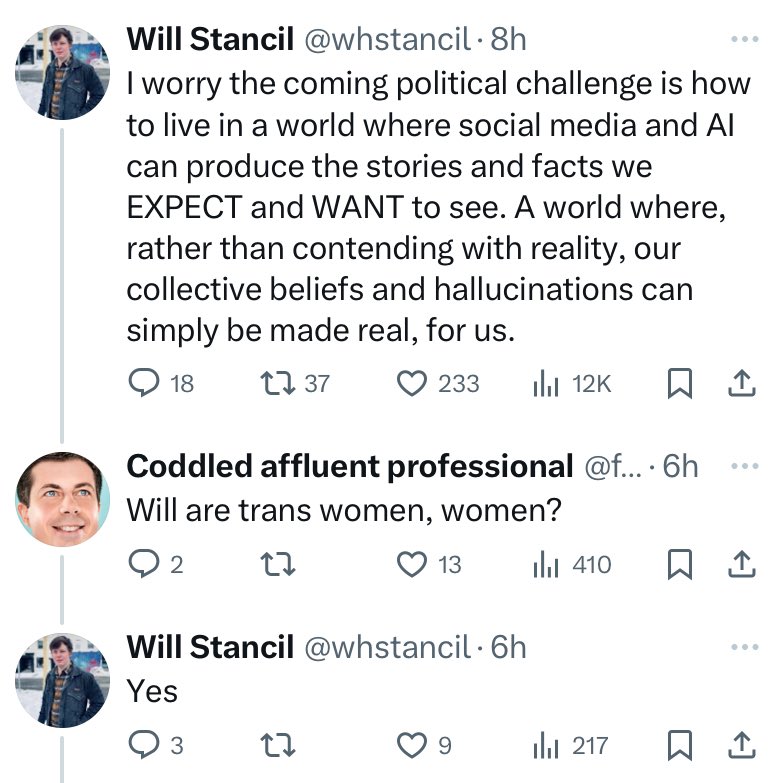 Will Stancil @whstancil · 8h
I worry the coming political challenge is how
to live in a world where social media and AI
can produce the stories and facts we
EXPECT and WANT to see. A world where,
rather than contending with reality, our
collective beliefs and hallucinations can
simply be made real, for us.
18 37 233 12K
Coddled affluent professional @f... · 6h
Will are trans women, women?
2 13 410
Will Stancil @whstancil · 6h
Yes
3 9 217